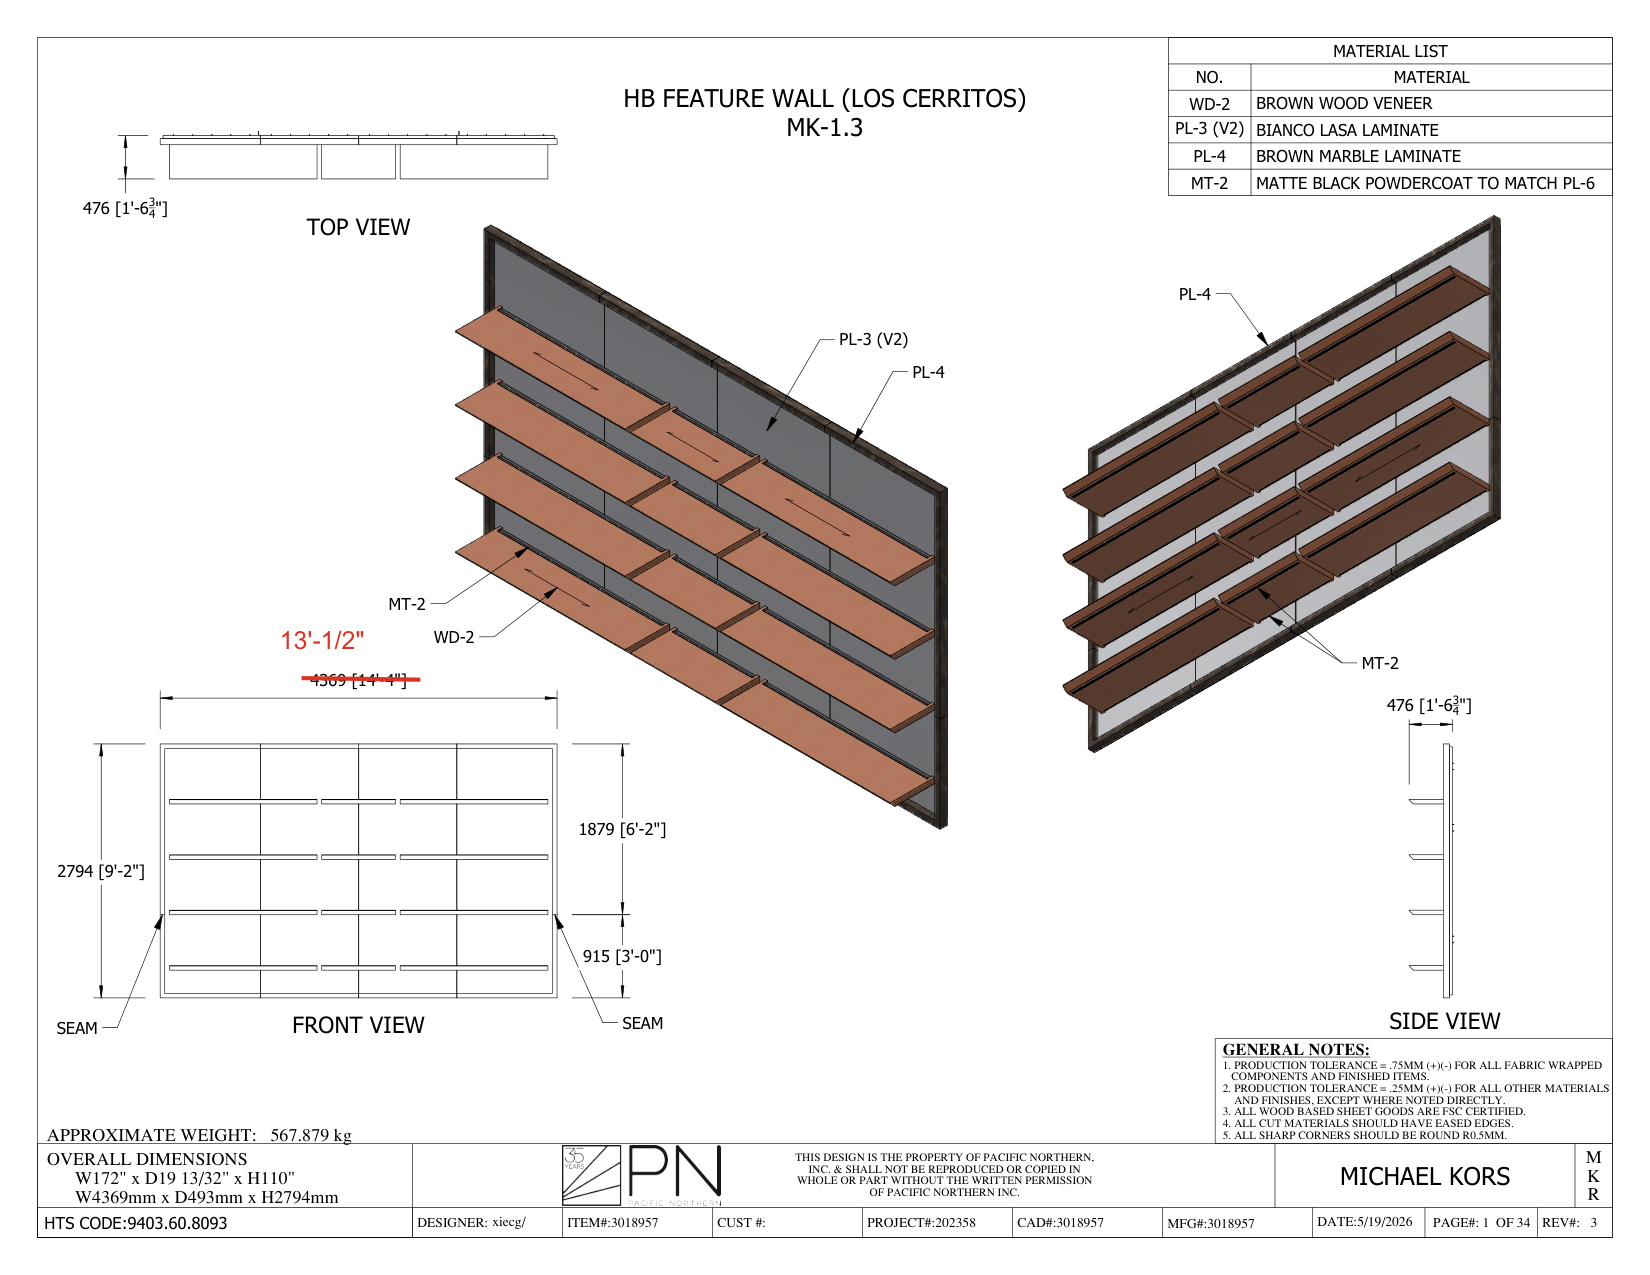 MATERIAL LIST
NO. MATERIAL
WD-2 BROWN WOOD VENEER
PL-3 (V2) BIANCO LASA LAMINATE
PL-4 BROWN MARBLE LAMINATE
MT-2 MATTE BLACK POWDERCOAT TO MATCH PL-6
HB FEATURE WALL (LOS CERRITOS)
MK-1.3
476 [1'-6 3/4"]
TOP VIEW
PL-3 (V2)
PL-4
PL-4
MT-2
WD-2
MT-2
13'-1/2"
4369 [14'-4"]
476 [1'-6 3/4"]
1879 [6'-2"]
2794 [9'-2"]
915 [3'-0"]
SEAM
SEAM
FRONT VIEW
SIDE VIEW
GENERAL NOTES:
1. PRODUCTION TOLERANCE = .75MM (+)(-) FOR ALL FABRIC WRAPPED
COMPONENTS AND FINISHED ITEMS.
2. PRODUCTION TOLERANCE = .25MM (+)(-) FOR ALL OTHER MATERIALS
AND FINISHES, EXCEPT WHERE NOTED DIRECTLY.
3. ALL WOOD BASED SHEET GOODS ARE FSC CERTIFIED.
4. ALL CUT MATERIALS SHOULD HAVE EASED EDGES.
5. ALL SHARP CORNERS SHOULD BE ROUND R0.5MM.
APPROXIMATE WEIGHT: 567.879 kg
OVERALL DIMENSIONS
W172" x D19 13/32" x H110"
W4369mm x D493mm x H2794mm
HTS CODE:9403.60.8093
35
YEARS
PN
PACIFIC NORTHERN
THIS DESIGN IS THE PROPERTY OF PACIFIC NORTHERN,
INC. & SHALL NOT BE REPRODUCED OR COPIED IN
WHOLE OR PART WITHOUT THE WRITTEN PERMISSION
OF PACIFIC NORTHERN INC.
MICHAEL KORS
M
K
R
DESIGNER: xiecg/
ITEM#:3018957
CUST #:
PROJECT#:202358
CAD#:3018957
MFG#:3018957
DATE:5/19/2026
PAGE#: 1 OF 34
REV#: 3